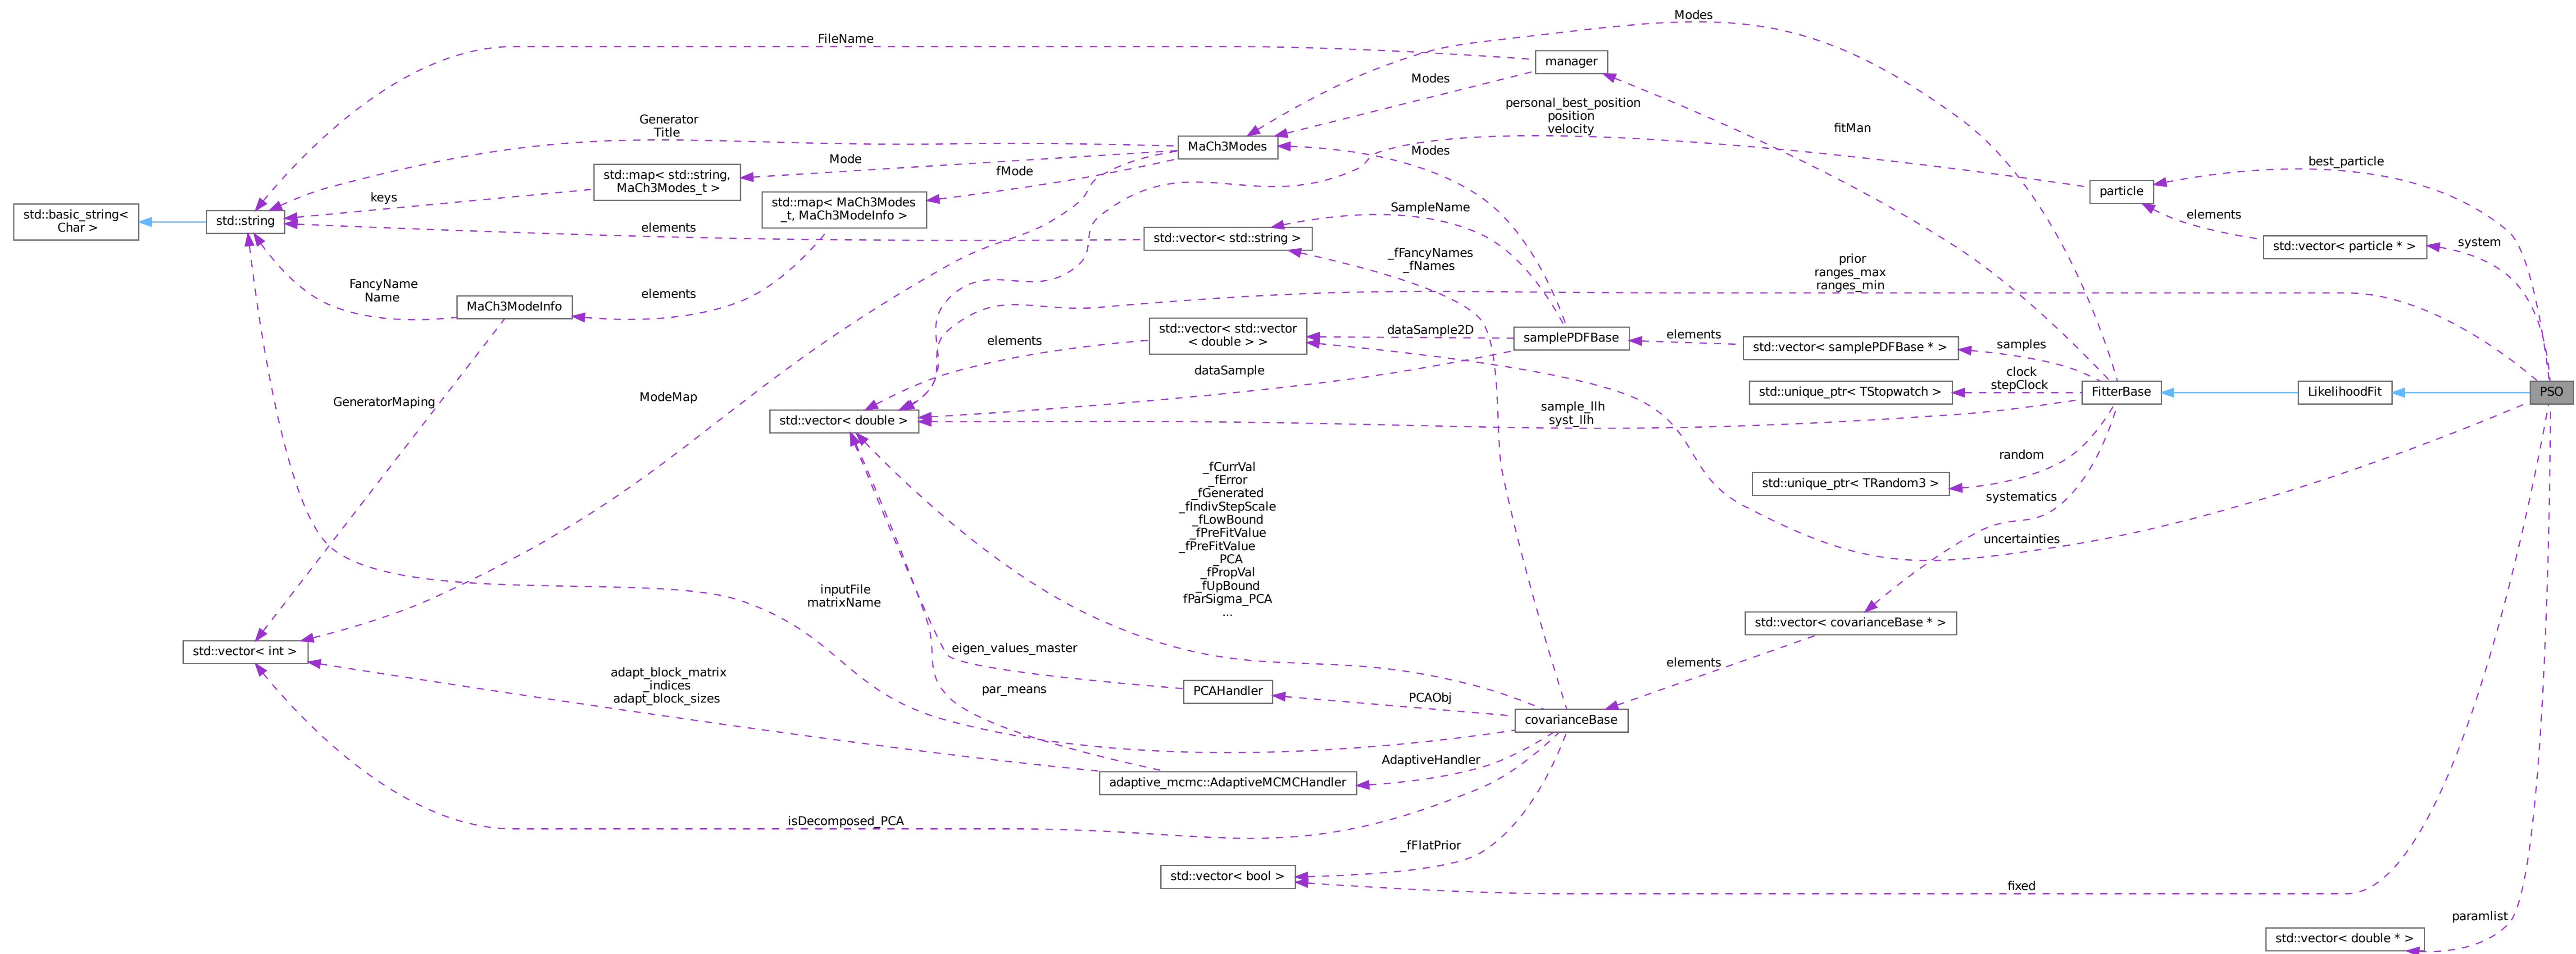 Modes
FileName
manager
Modes
personal_best_position
position
velocity
Generator
Title
fitMan
MaCh3Modes
Modes
Mode
best_particle
fMode
std::map< std::string,
MaCh3Modes_t >
particle
keys
std::map< MaCh3Modes
_t, MaCh3ModeInfo >
SampleName
std::basic_string<
Char >
std::string
elements
elements
std::vector< std::string >
system
std::vector< particle * >
_fFancyNames
_fNames
prior
ranges_max
ranges_min
FancyName
Name
elements
MaCh3ModeInfo
std::vector< std::vector
< double > >
dataSample2D
samplePDFBase
elements
std::vector< samplePDFBase * >
samples
elements
dataSample
clock
stepClock
std::unique_ptr< TStopwatch >
FitterBase
LikelihoodFit
PSO
GeneratorMaping
ModeMap
std::vector< double >
sample_llh
syst_llh
random
std::unique_ptr< TRandom3 >
systematics
_fCurrVal
_fError
_fGenerated
_fIndivStepScale
_fLowBound
_fPreFitValue
_fPreFitValue
_PCA
_fPropVal
_fUpBound
fParSigma_PCA
...
uncertainties
inputFile
matrixName
std::vector< covarianceBase * >
std::vector< int >
eigen_values_master
elements
adapt_block_matrix
_indices
adapt_block_sizes
par_means
PCAHandler
PCAObj
covarianceBase
AdaptiveHandler
adaptive_mcmc::AdaptiveMCMCHandler
isDecomposed_PCA
_fFlatPrior
std::vector< bool >
fixed
paramlist
std::vector< double * >